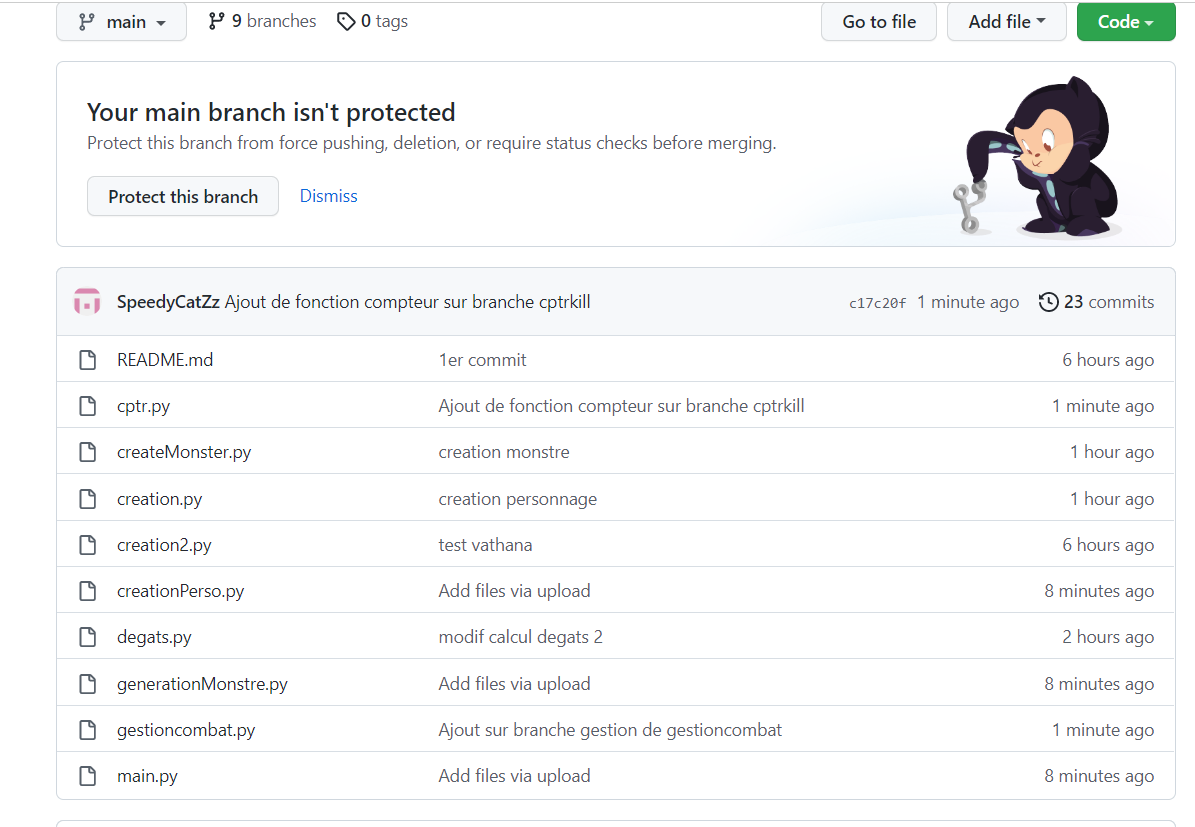 main 9 branches 0 tags Go to file Add file Code
Your main branch isn't protected
Protect this branch from force pushing, deletion, or require status checks before merging.
Protect this branch Dismiss
SpeedyCatZz Ajout de fonction compteur sur branche cptrkill c17c20f 1 minute ago 23 commits
README.md 1er commit 6 hours ago
cptr.py Ajout de fonction compteur sur branche cptrkill 1 minute ago
createMonster.py creation monstre 1 hour ago
creation.py creation personnage 1 hour ago
creation2.py test vathana 6 hours ago
creationPerso.py Add files via upload 8 minutes ago
degats.py modif calcul degats 2 2 hours ago
generationMonstre.py Add files via upload 8 minutes ago
gestioncombat.py Ajout sur branche gestion de gestioncombat 1 minute ago
main.py Add files via upload 8 minutes ago